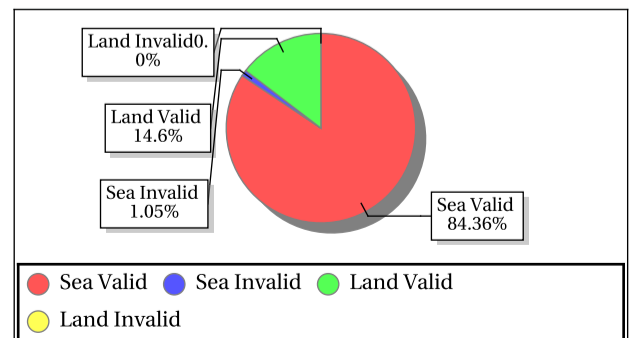 Land Invalid0.
0%
Land Valid
14.6%
Sea Invalid
1.05%
Sea Valid
84.36%
Sea Valid Sea Invalid Land Valid
Land Invalid